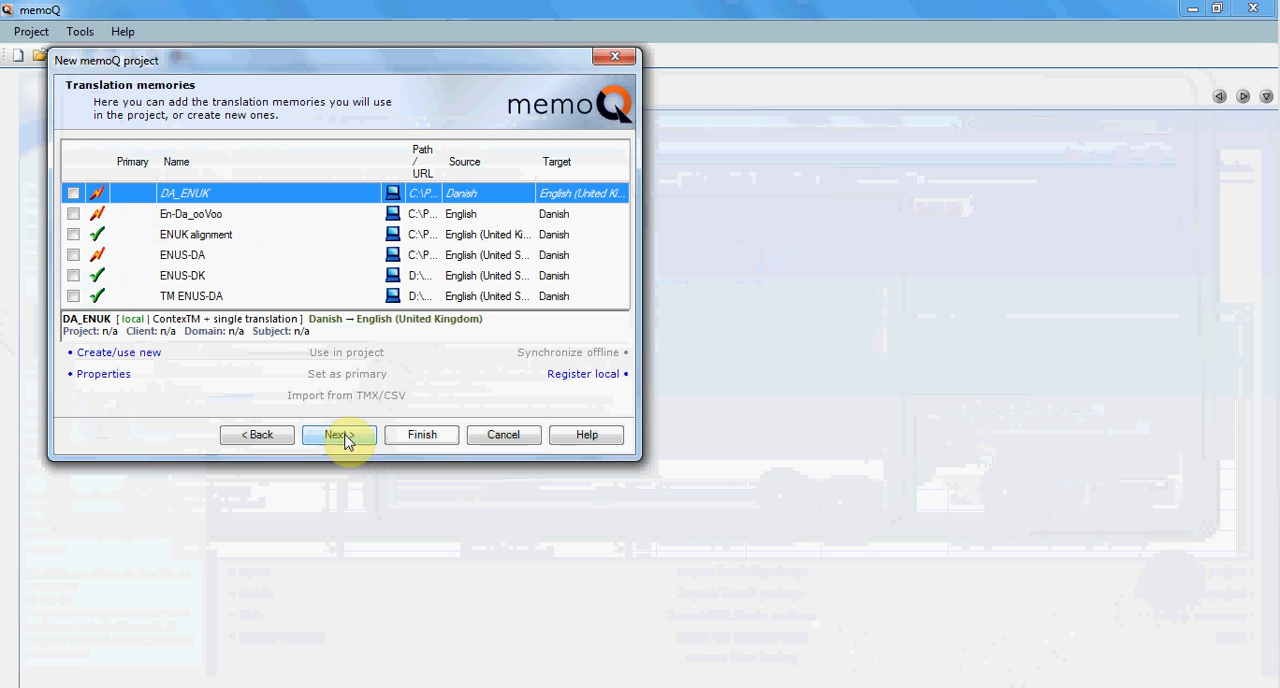 memoQ
Project Tools Help
New memoQ project
Translation memories
Here you can add the translation memories you will use
in the project, or create new ones.
memoQ
Primary Name Path / URL Source Target
DA_ENUK C:\P... Danish English (United Ki...
En-Da_ooVoo C:\P... English Danish
ENUK alignment C:\P... English (United Ki... Danish
ENUS-DA C:\P... English (United S... Danish
ENUS-DK D:\... English (United S... Danish
TM ENUS-DA D:\... English (United S... Danish
DA_ENUK [ local | ContexTM + single translation ] Danish → English (United Kingdom)
Project: n/a Client: n/a Domain: n/a Subject: n/a
• Create/use new Use in project Synchronize offline •
• Properties Set as primary Register local •
Import from TMX/CSV
< Back Next > Finish Cancel Help